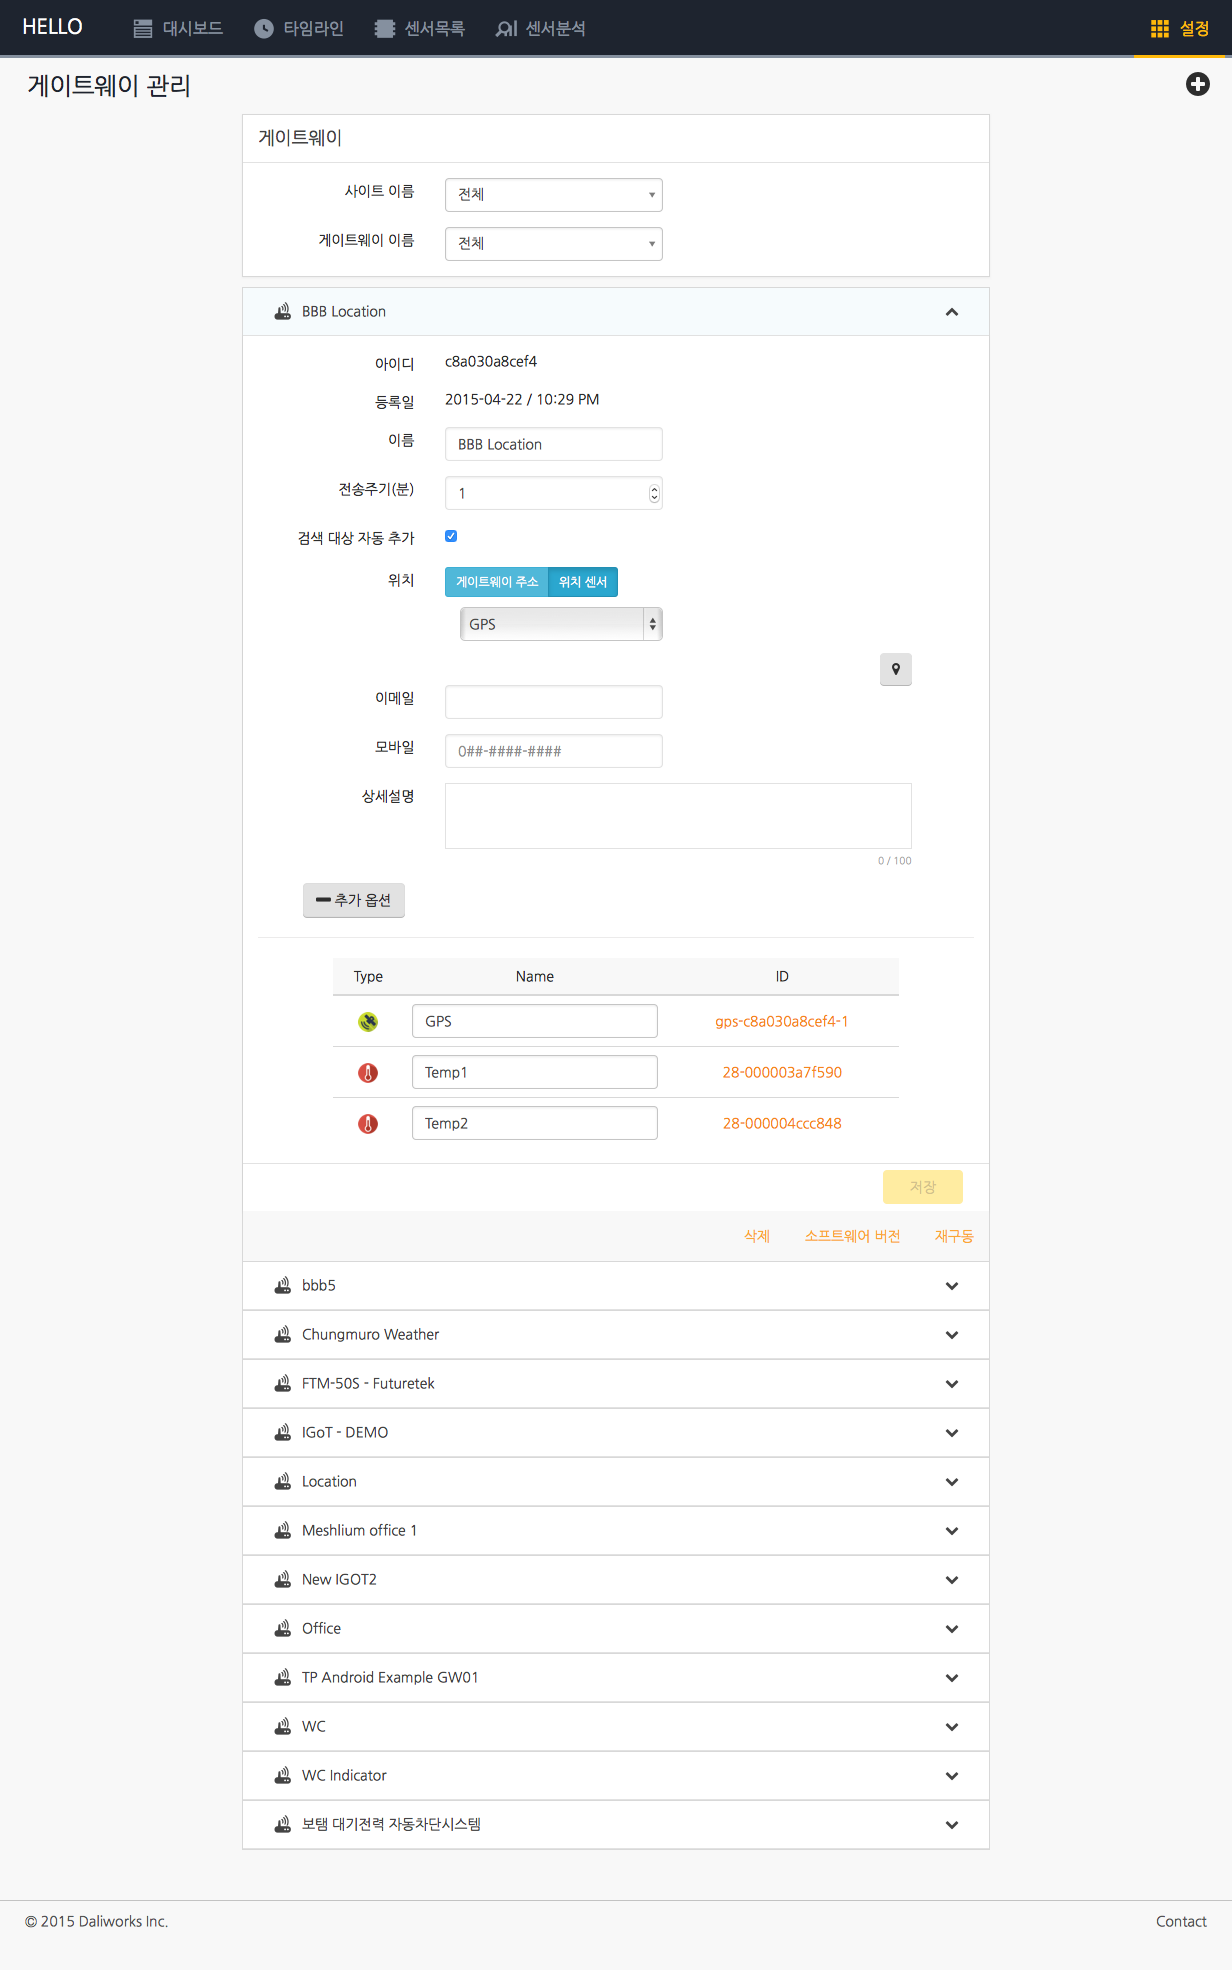 HELLO 대시보드 타임라인 센서목록 센서분석 설정
게이트웨이 관리
게이트웨이
사이트 이름 전체
게이트웨이 이름 전체
BBB Location
아이디 c8a030a8cef4
등록일 2015-04-22 / 10:29 PM
이름 BBB Location
전송주기(분) 1
검색 대상 자동 추가
위치 게이트웨이 주소 위치 센서
GPS
이메일
모바일 0##-####-####
상세설명
0 / 100
추가 옵션
Type Name ID
GPS gps-c8a030a8cef4-1
Temp1 28-000003a7f590
Temp2 28-000004ccc848
저장
삭제 소프트웨어 버전 재구동
bbb5
Chungmuro Weather
FTM-50S - Futuretek
IGoT - DEMO
Location
Meshlium office 1
New IGOT2
Office
TP Android Example GW01
WC
WC Indicator
보탬 대기전력 자동차단시스템
© 2015 Daliworks Inc. Contact